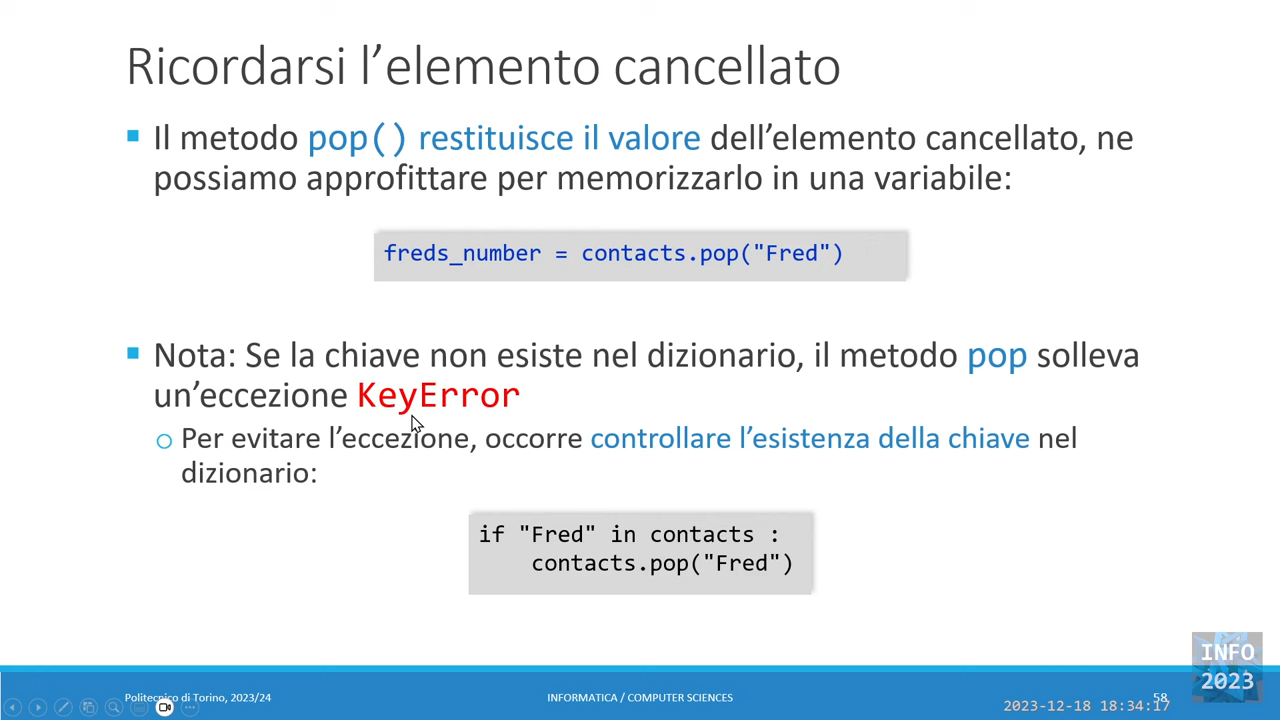 Ricordarsi l’elemento cancellato
Il metodo pop() restituisce il valore dell’elemento cancellato, ne
possiamo approfittare per memorizzarlo in una variabile:
freds_number = contacts.pop("Fred")
Nota: Se la chiave non esiste nel dizionario, il metodo pop solleva
un’eccezione KeyError
Per evitare l’eccezione, occorre controllare l’esistenza della chiave nel
dizionario:
if "Fred" in contacts :
    contacts.pop("Fred")
INFO
2023
Politecnico di Torino, 2023/24
INFORMATICA / COMPUTER SCIENCES
58
2023-12-18 18:34:17